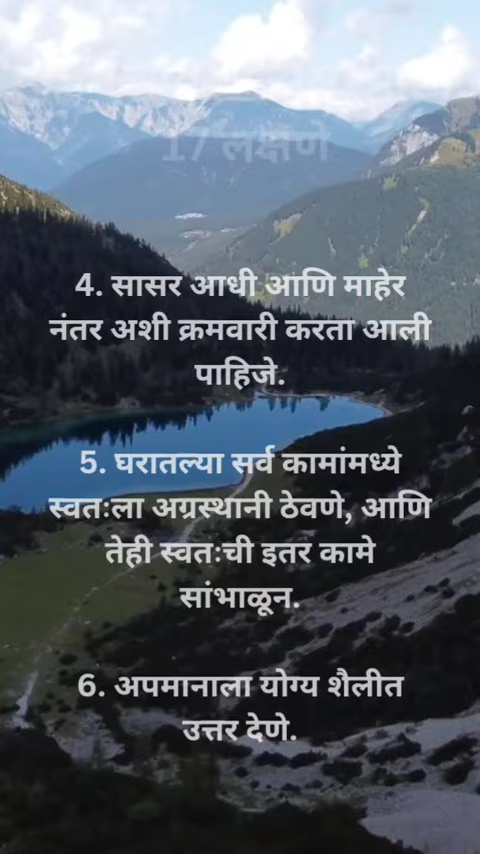 17 लक्षणे
4. सासर आधी आणि माहेर
नंतर अशी क्रमवारी करता आली
पाहिजे.
5. घरातल्या सर्व कामांमध्ये
स्वतःला अग्रस्थानी ठेवणे, आणि
तेही स्वतःची इतर कामे
सांभाळून.
6. अपमानाला योग्य शैलीत
उत्तर देणे.